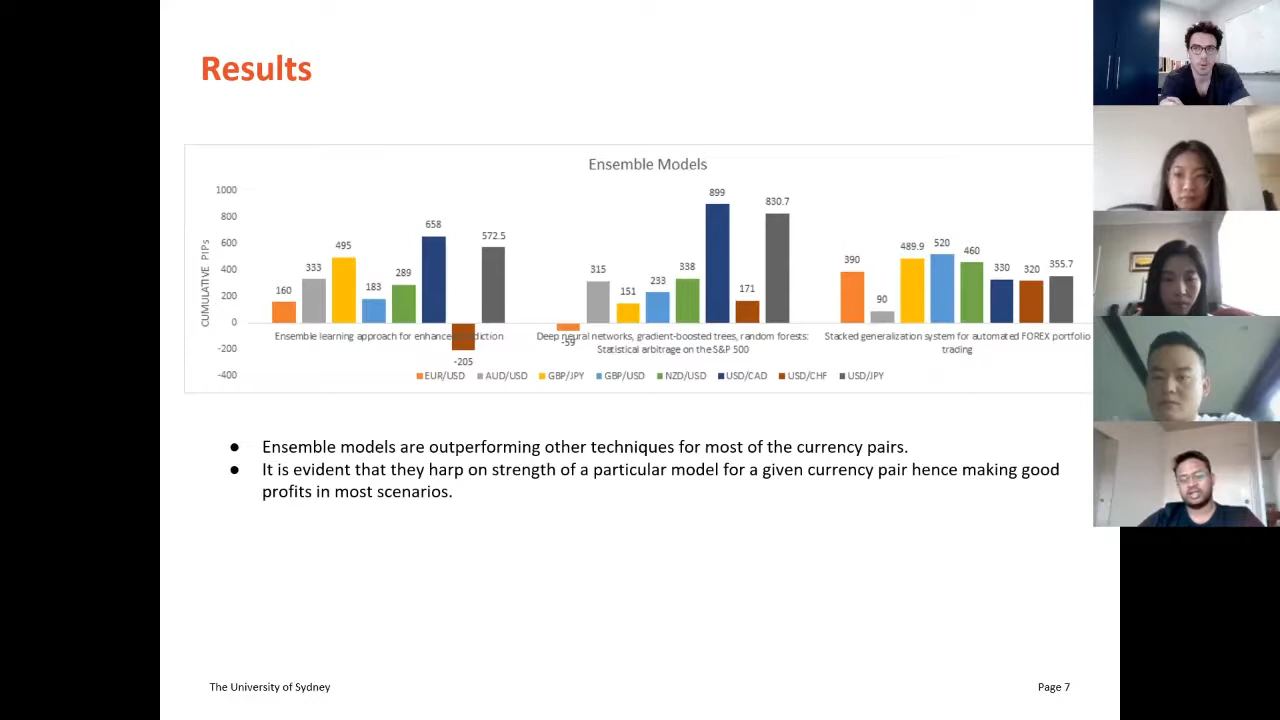 Results
Ensemble Models
CUMULATIVE PIPs
1000
800
600
400
200
0
-200
-400
160
333
495
183
289
658
-205
572.5
-59
315
151
233
338
899
171
830.7
390
90
489.9
520
460
330
320
355.7
Ensemble learning approach for enhance diction
Deep neural networks, gradient-boosted trees, random forests:
Statistical arbitrage on the S&P 500
Stacked generalization system for automated FOREX portfolio
trading
EUR/USD AUD/USD GBP/JPY GBP/USD NZD/USD USD/CAD USD/CHF USD/JPY
● Ensemble models are outperforming other techniques for most of the currency pairs.
● It is evident that they harp on strength of a particular model for a given currency pair hence making good
profits in most scenarios.
The University of Sydney
Page 7